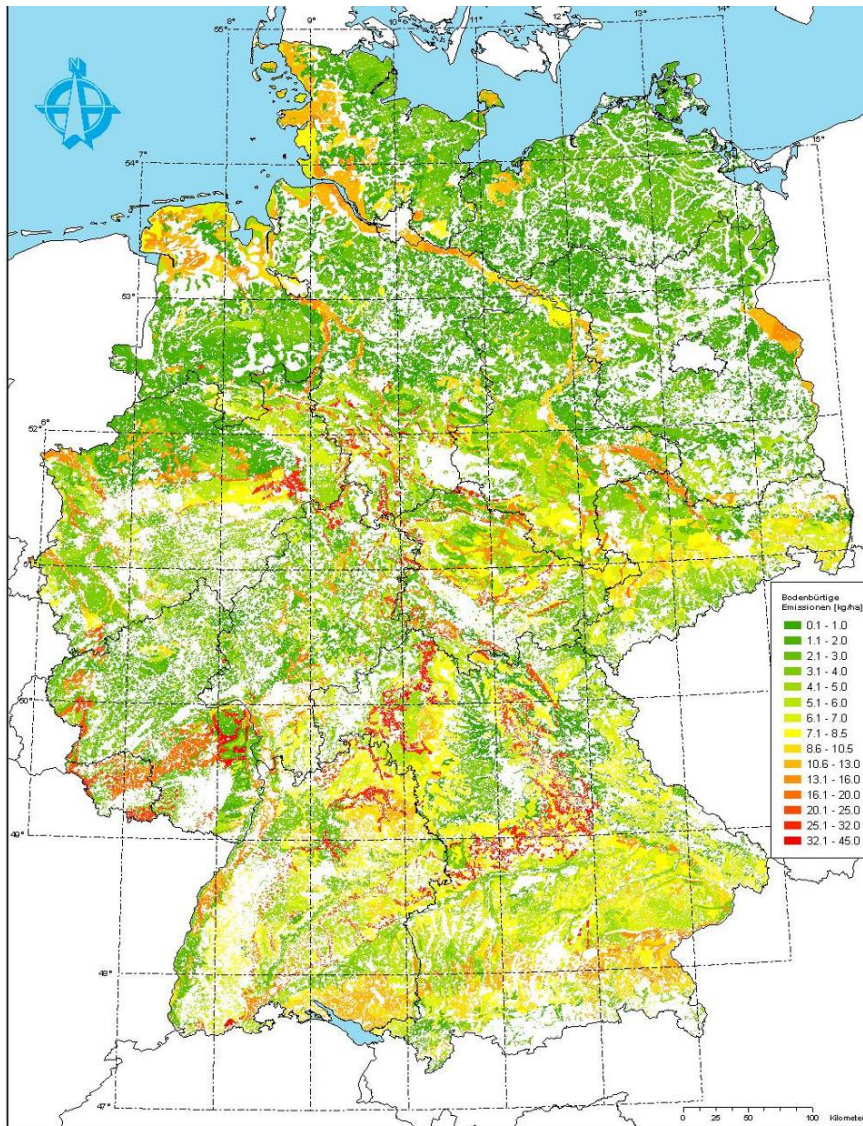 8°
9°
10°
11°
12°
13°
14°
N
55°
15°
7°
54°
53°
52°
6°
51°
Bodenbürtige
Emissionen [kg/ha]
0.1 - 1.0
1.1 - 2.0
2.1 - 3.0
3.1 - 4.0
4.1 - 5.0
5.1 - 6.0
6.1 - 7.0
7.1 - 8.5
8.6 - 10.5
10.6 - 13.0
13.1 - 16.0
16.1 - 20.0
20.1 - 25.0
25.1 - 32.0
32.1 - 45.0
50°
49°
48°
47°
0 25 50 75 100 Kilometer